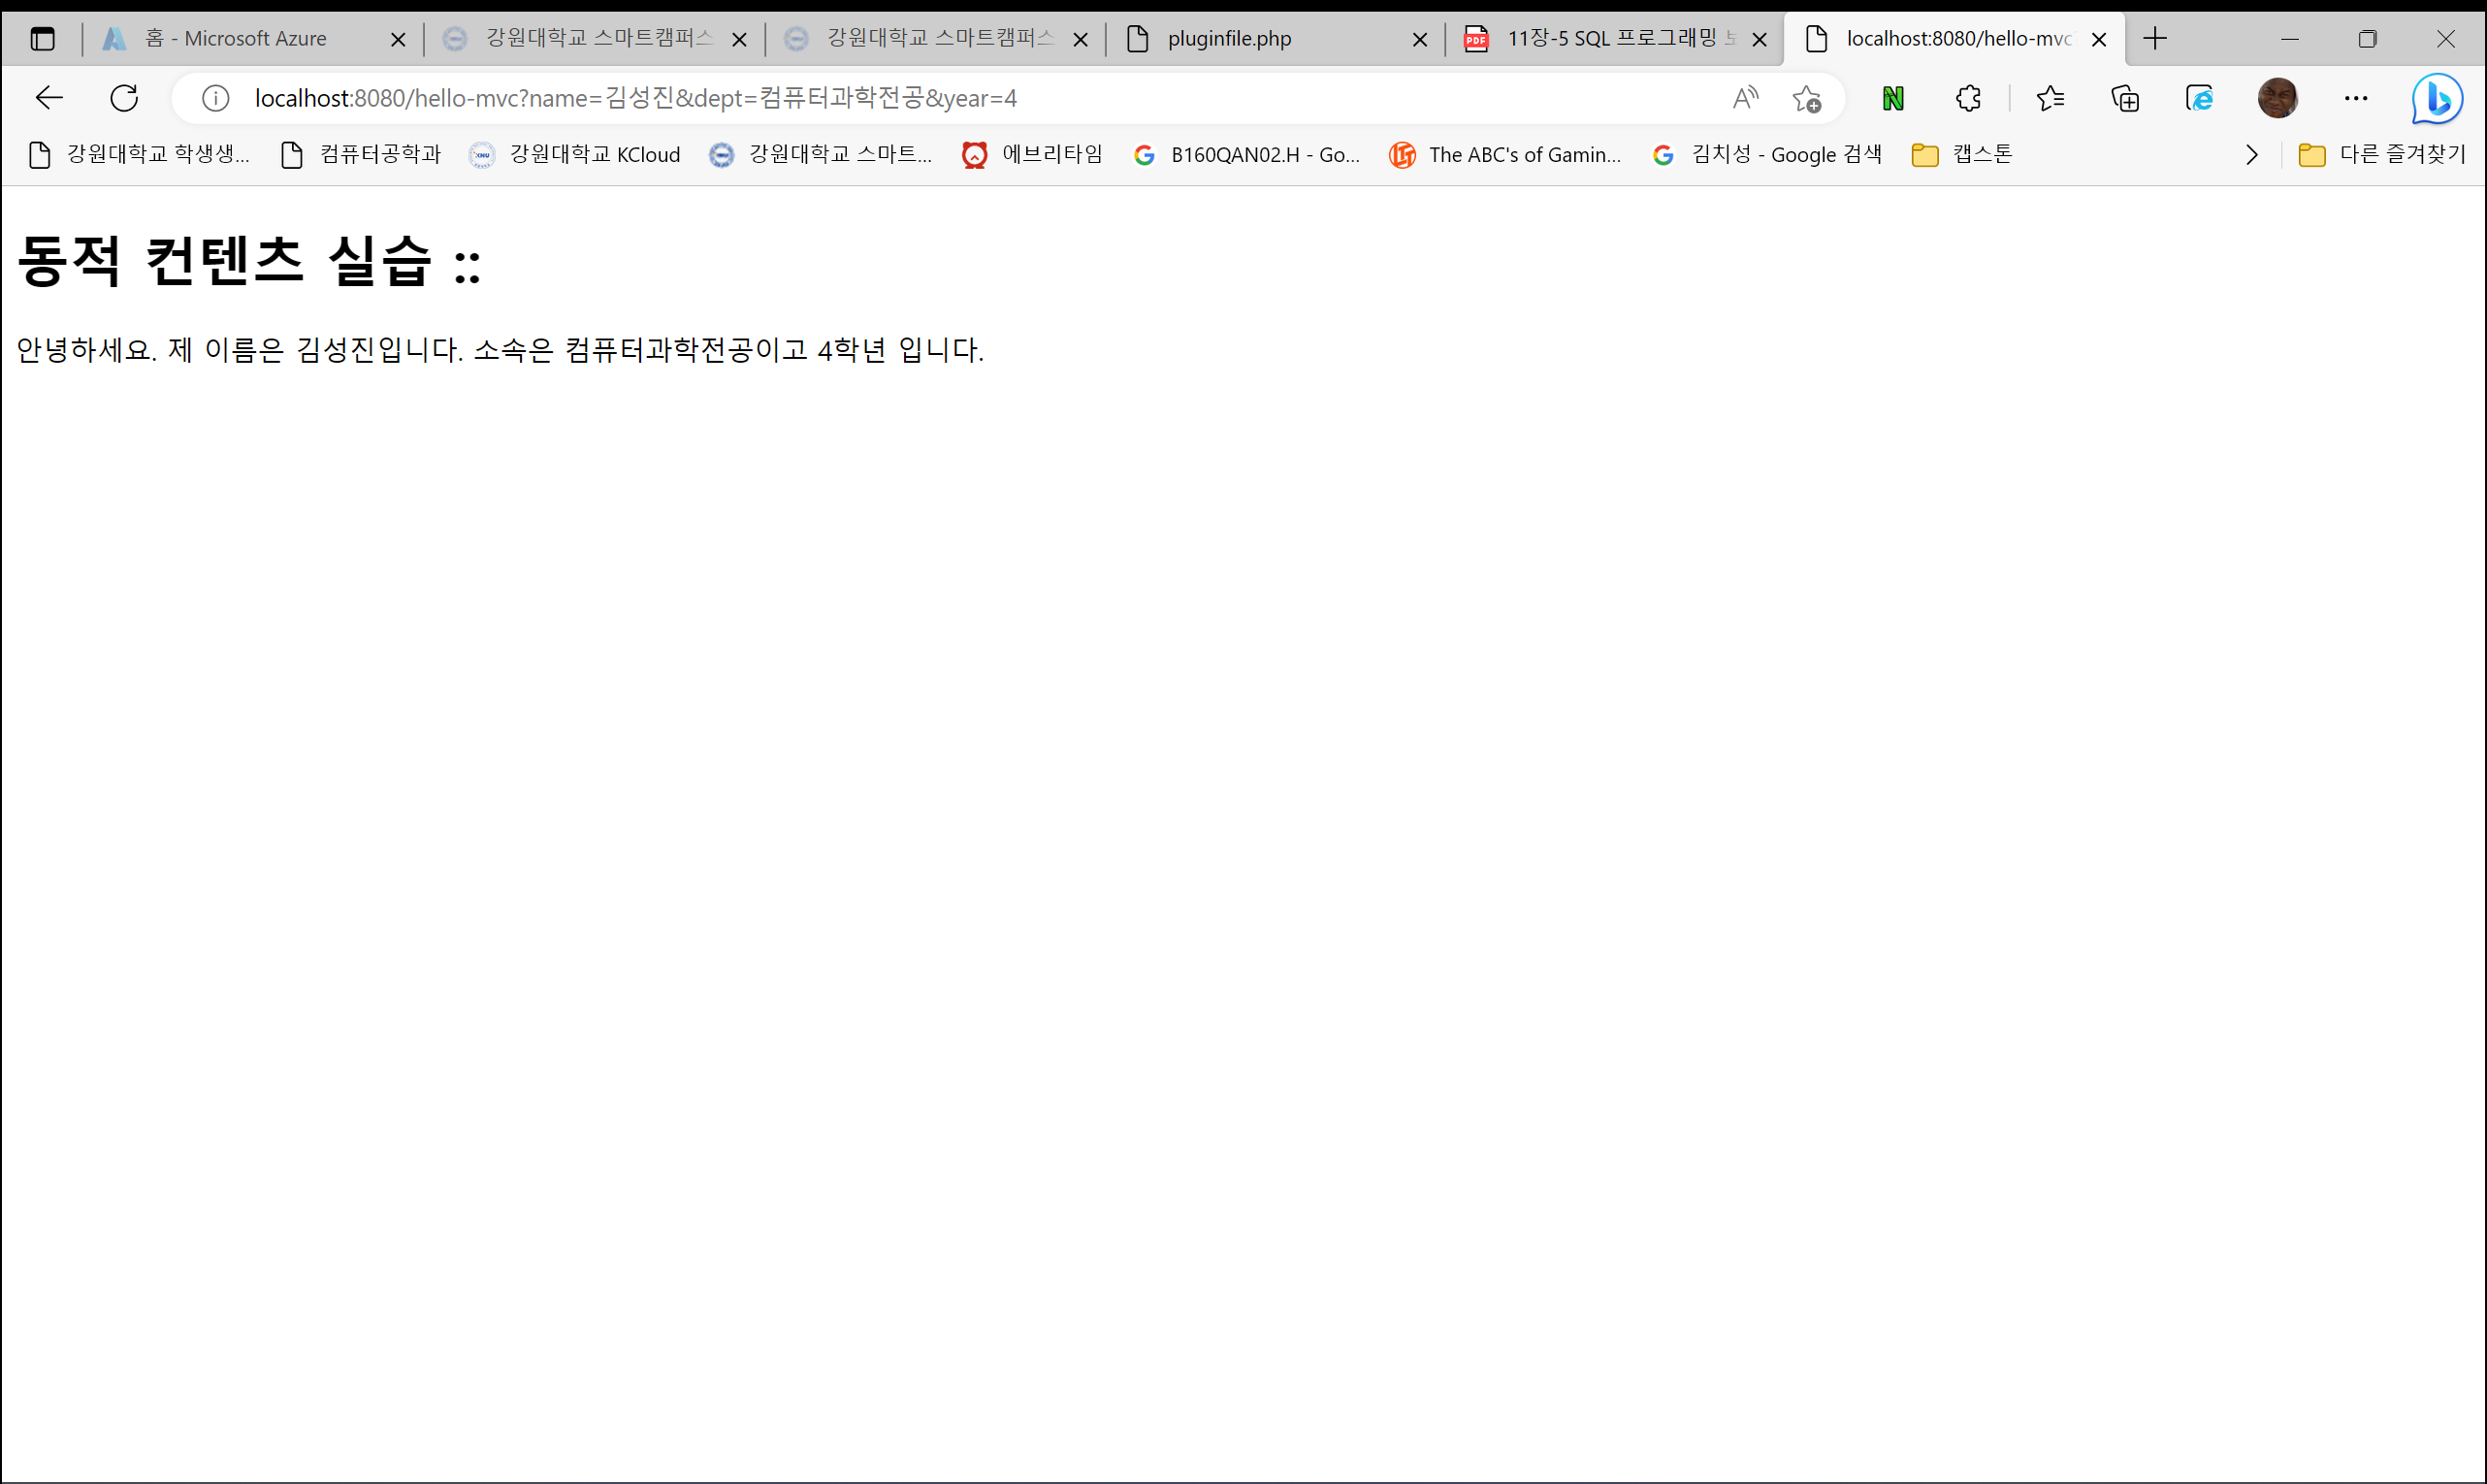 홈 - Microsoft Azure
강원대학교 스마트캠퍼스
강원대학교 스마트캠퍼스
pluginfile.php
11장-5 SQL 프로그래밍
localhost:8080/hello-mvc
localhost:8080/hello-mvc?name=김성진&dept=컴퓨터과학전공&year=4
강원대학교 학생생...
컴퓨터공학과
강원대학교 KCloud
강원대학교 스마트...
에브리타임
B160QAN02.H - Go...
The ABC's of Gamin...
김치성 - Google 검색
캡스톤
다른 즐겨찾기
동적 컨텐츠 실습 ::
안녕하세요. 제 이름은 김성진입니다. 소속은 컴퓨터과학전공이고 4학년 입니다.